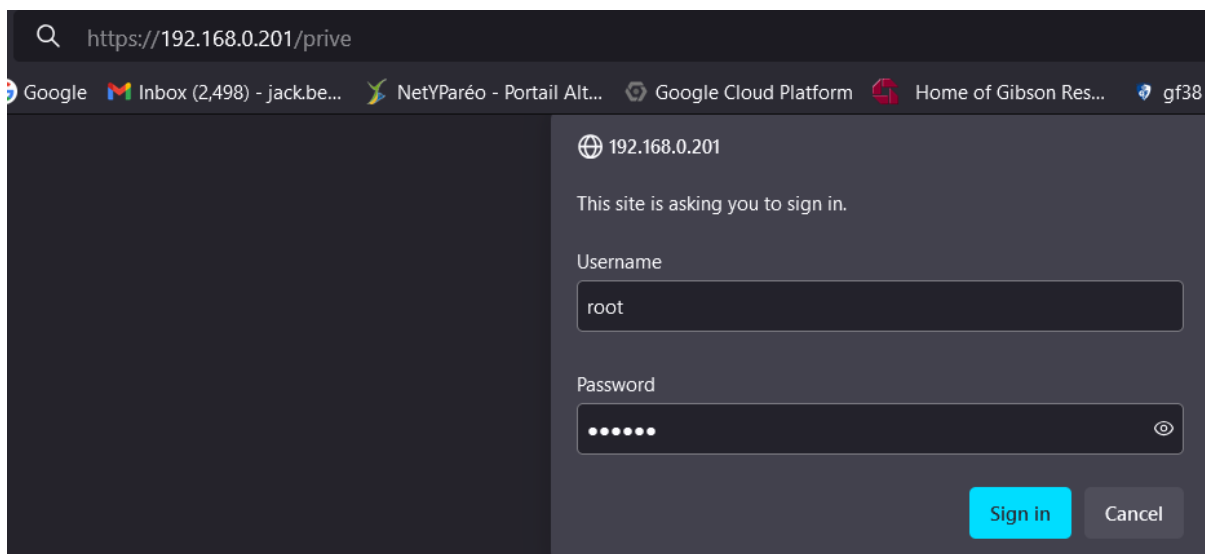 https://192.168.0.201/prive
Google Inbox (2,498) - jack.be... NetYParéo - Portail Alt... Google Cloud Platform Home of Gibson Res... gf38
192.168.0.201
This site is asking you to sign in.
Username
root
Password
••••••
Sign in Cancel